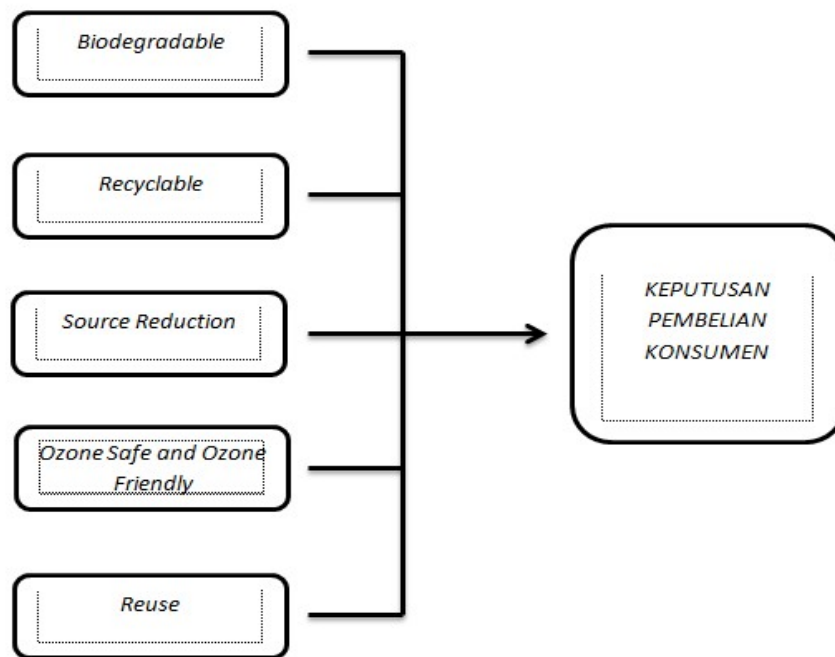 Biodegradable
Recyclable
Source Reduction
Ozone Safe and Ozone
Friendly
Reuse
KEPUTUSAN
PEMBELIAN
KONSUMEN